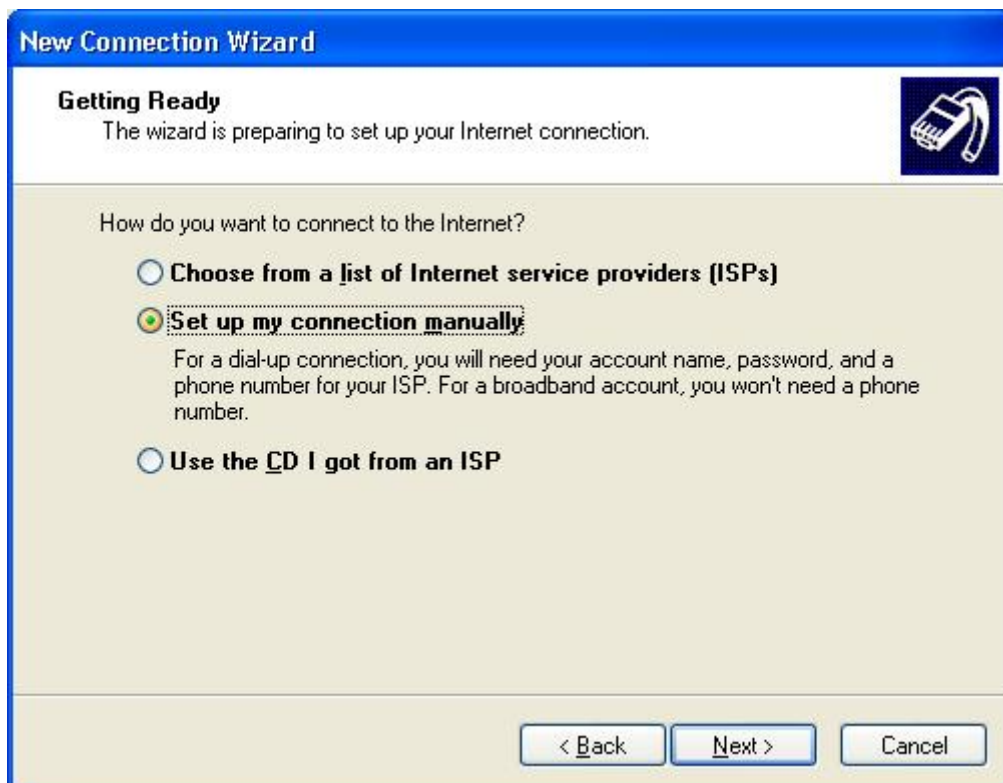 New Connection Wizard
Getting Ready
The wizard is preparing to set up your Internet connection.
How do you want to connect to the Internet?
Choose from a list of Internet service providers (ISPs)
Set up my connection manually
For a dial-up connection, you will need your account name, password, and a
phone number for your ISP. For a broadband account, you won't need a phone
number.
Use the CD I got from an ISP
< Back Next > Cancel